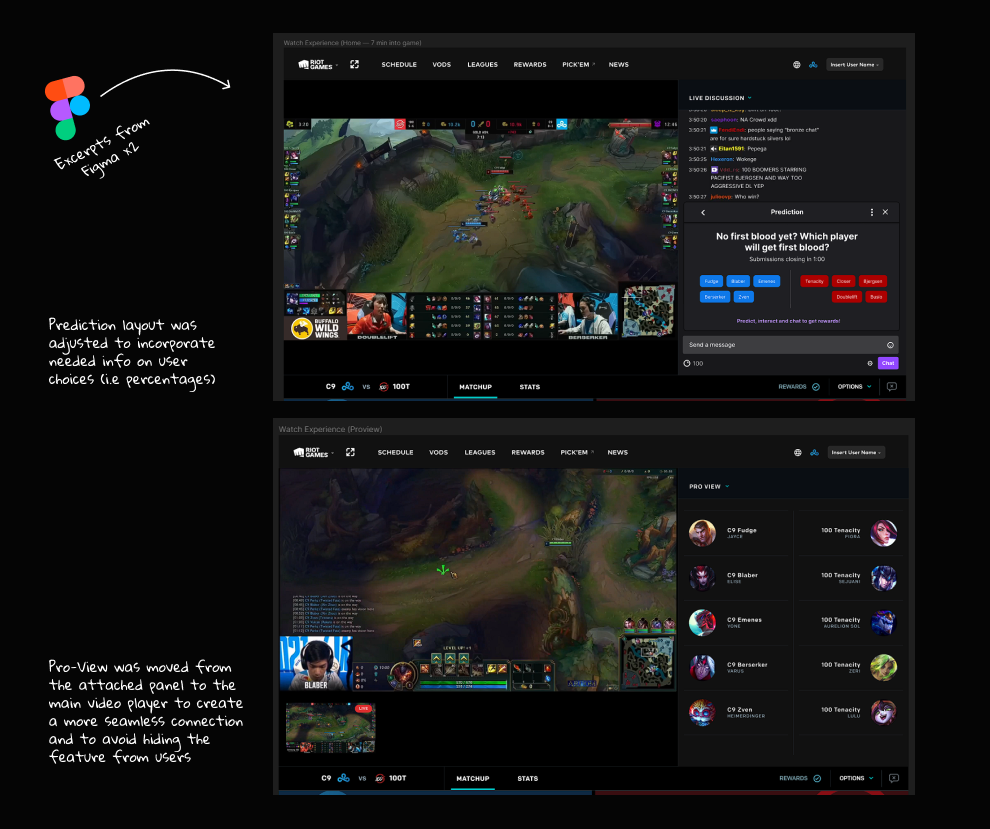 Excerpts from
Figma x2
Prediction layout was
adjusted to incorporate
needed info on user
choices (i.e percentages)
Watch Experience (Home — 7 min into game)
RIOT
GAMES
SCHEDULE
VODS
LEAGUES
REWARDS
PICK'EM
NEWS
Insert User Name
LIVE DISCUSSION
3:50:20 NA Crowd xdd
3:50:21 people saying "bronze chat"
are for sure hardstuck silvers lol
3:50:21 Eitan1591: Pepega
3:50:25 Hexeron: Wokege
3:50:26 100 BOOMERS STARRING
PACIFIST BJERGSEN AND WAY TOO
AGGRESSIVE DL YEP
3:50:27 Who win?
Prediction
No first blood yet? Which player
will get first blood?
Submissions closing in 1:00
Fudge
Blaber
Emenes
Tenacity
Closer
Bjergsen
Berserker
Zven
Doublelift
Busio
Predict, interact and chat to get rewards!
Send a message
100
Chat
BUFFALO
WILD
WINGS
DOUBLELIFT
BERSERKER
C9 VS 100T
MATCHUP
STATS
REWARDS
OPTIONS
Pro-View was moved from
the attached panel to the
main video player to create
a more seamless connection
and to avoid hiding the
feature from users
Watch Experience (Proview)
RIOT
GAMES
SCHEDULE
VODS
LEAGUES
REWARDS
PICK'EM
NEWS
Insert User Name
PRO VIEW
C9 Fudge
JAYCE
100 Tenacity
FIORA
C9 Blaber
ELISE
100 Tenacity
SEJUANI
C9 Emenes
YONE
100 Tenacity
AURELION SOL
C9 Berserker
VARUS
100 Tenacity
ZERI
C9 Zven
HEIMERDINGER
100 Tenacity
LULU
LEVEL UP! +1
BLABER
LIVE
C9 VS 100T
MATCHUP
STATS
REWARDS
OPTIONS